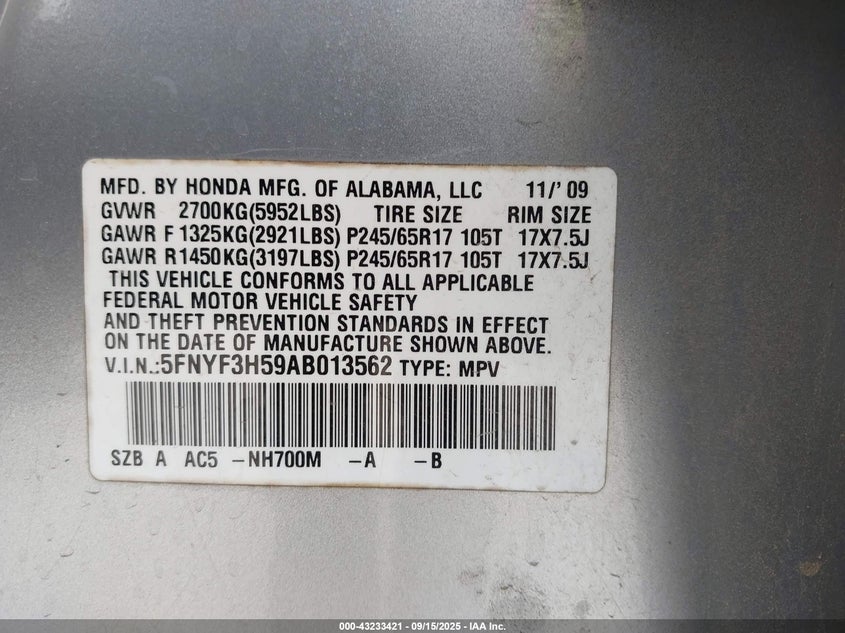 MFD. BY HONDA MFG. OF ALABAMA, LLC 11/'09
GVWR 2700KG(5952LBS) TIRE SIZE RIM SIZE
GAWR F 1325KG(2921LBS) P245/65R17 105T 17X7.5J
GAWR R1450KG(3197LBS) P245/65R17 105T 17X7.5J
THIS VEHICLE CONFORMS TO ALL APPLICABLE
FEDERAL MOTOR VEHICLE SAFETY
AND THEFT PREVENTION STANDARDS IN EFFECT
ON THE DATE OF MANUFACTURE SHOWN ABOVE.
V.I.N.:5FNYF3H59AB013562 TYPE: MPV
SZB A AC5 -NH700M -A -B
000-43233421 - 09/15/2025 - IAA Inc.